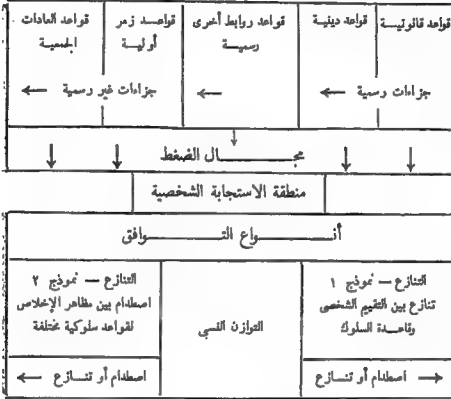 قواعد قانونية
قواعد دينية
قواعد روابط أخرى
رسمية
قواعد زمر
أولية
قواعد العادات
الجمعية
جزاءات رسمية ←
←
جزاءات غير رسمية ←
مجال الضغط
منطقة الاستجابة الشخصية
أنواع التوافق
التنازع — نموذج ١
تنازع بين التقييم الشخصى
وقاعدة السلوك
التوازن النسبي
التنازع — نموذج ٢
اصطدام بين مظاهر الإخلاص
لقواعد سلوكية مختلفة
→ اصطدام أو تنازع
اصطدام أو تنازع ←